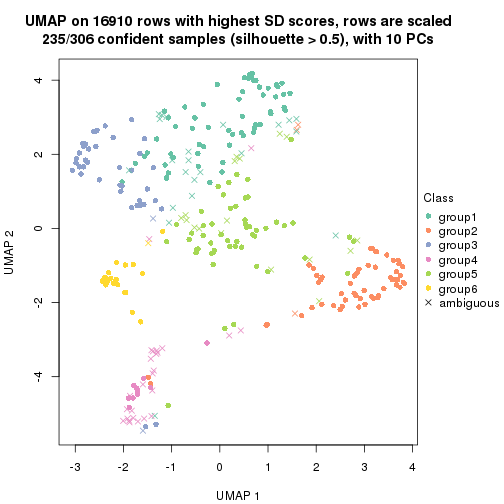 UMAP on 16910 rows with highest SD scores, rows are scaled
235/306 confident samples (silhouette > 0.5), with 10 PCs
4
2
0
-2
-4
UMAP 2
-3
-2
-1
0
1
2
3
4
UMAP 1
Class
group1
group2
group3
group4
group5
group6
ambiguous